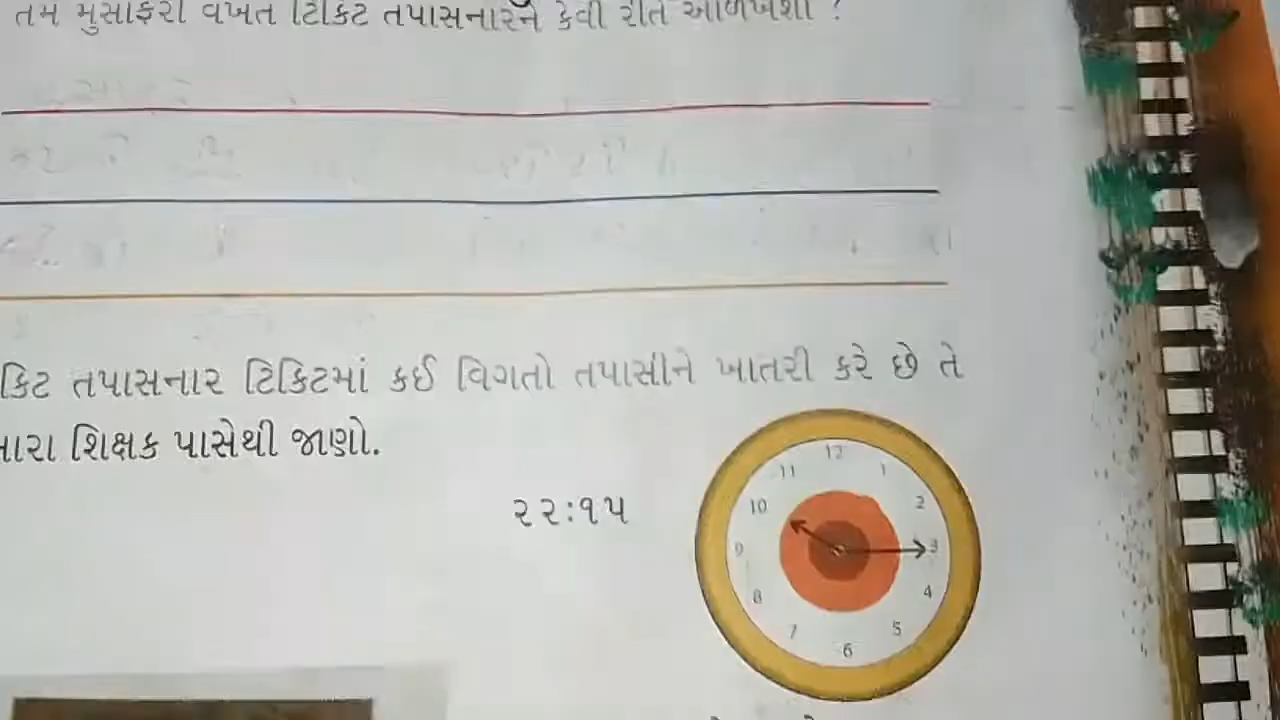 તમે મુસાફરી વખતે ટિકિટ તપાસનારને કેવી રીતે ઓળખશો ?
કિટ તપાસનાર ટિકિટમાં કઈ વિગતો તપાસીને ખાતરી કરે છે તે
મારા શિક્ષક પાસેથી જાણો.
૨૨:૧૫
12
11 1
10 2
9 3
8 4
7 5
6